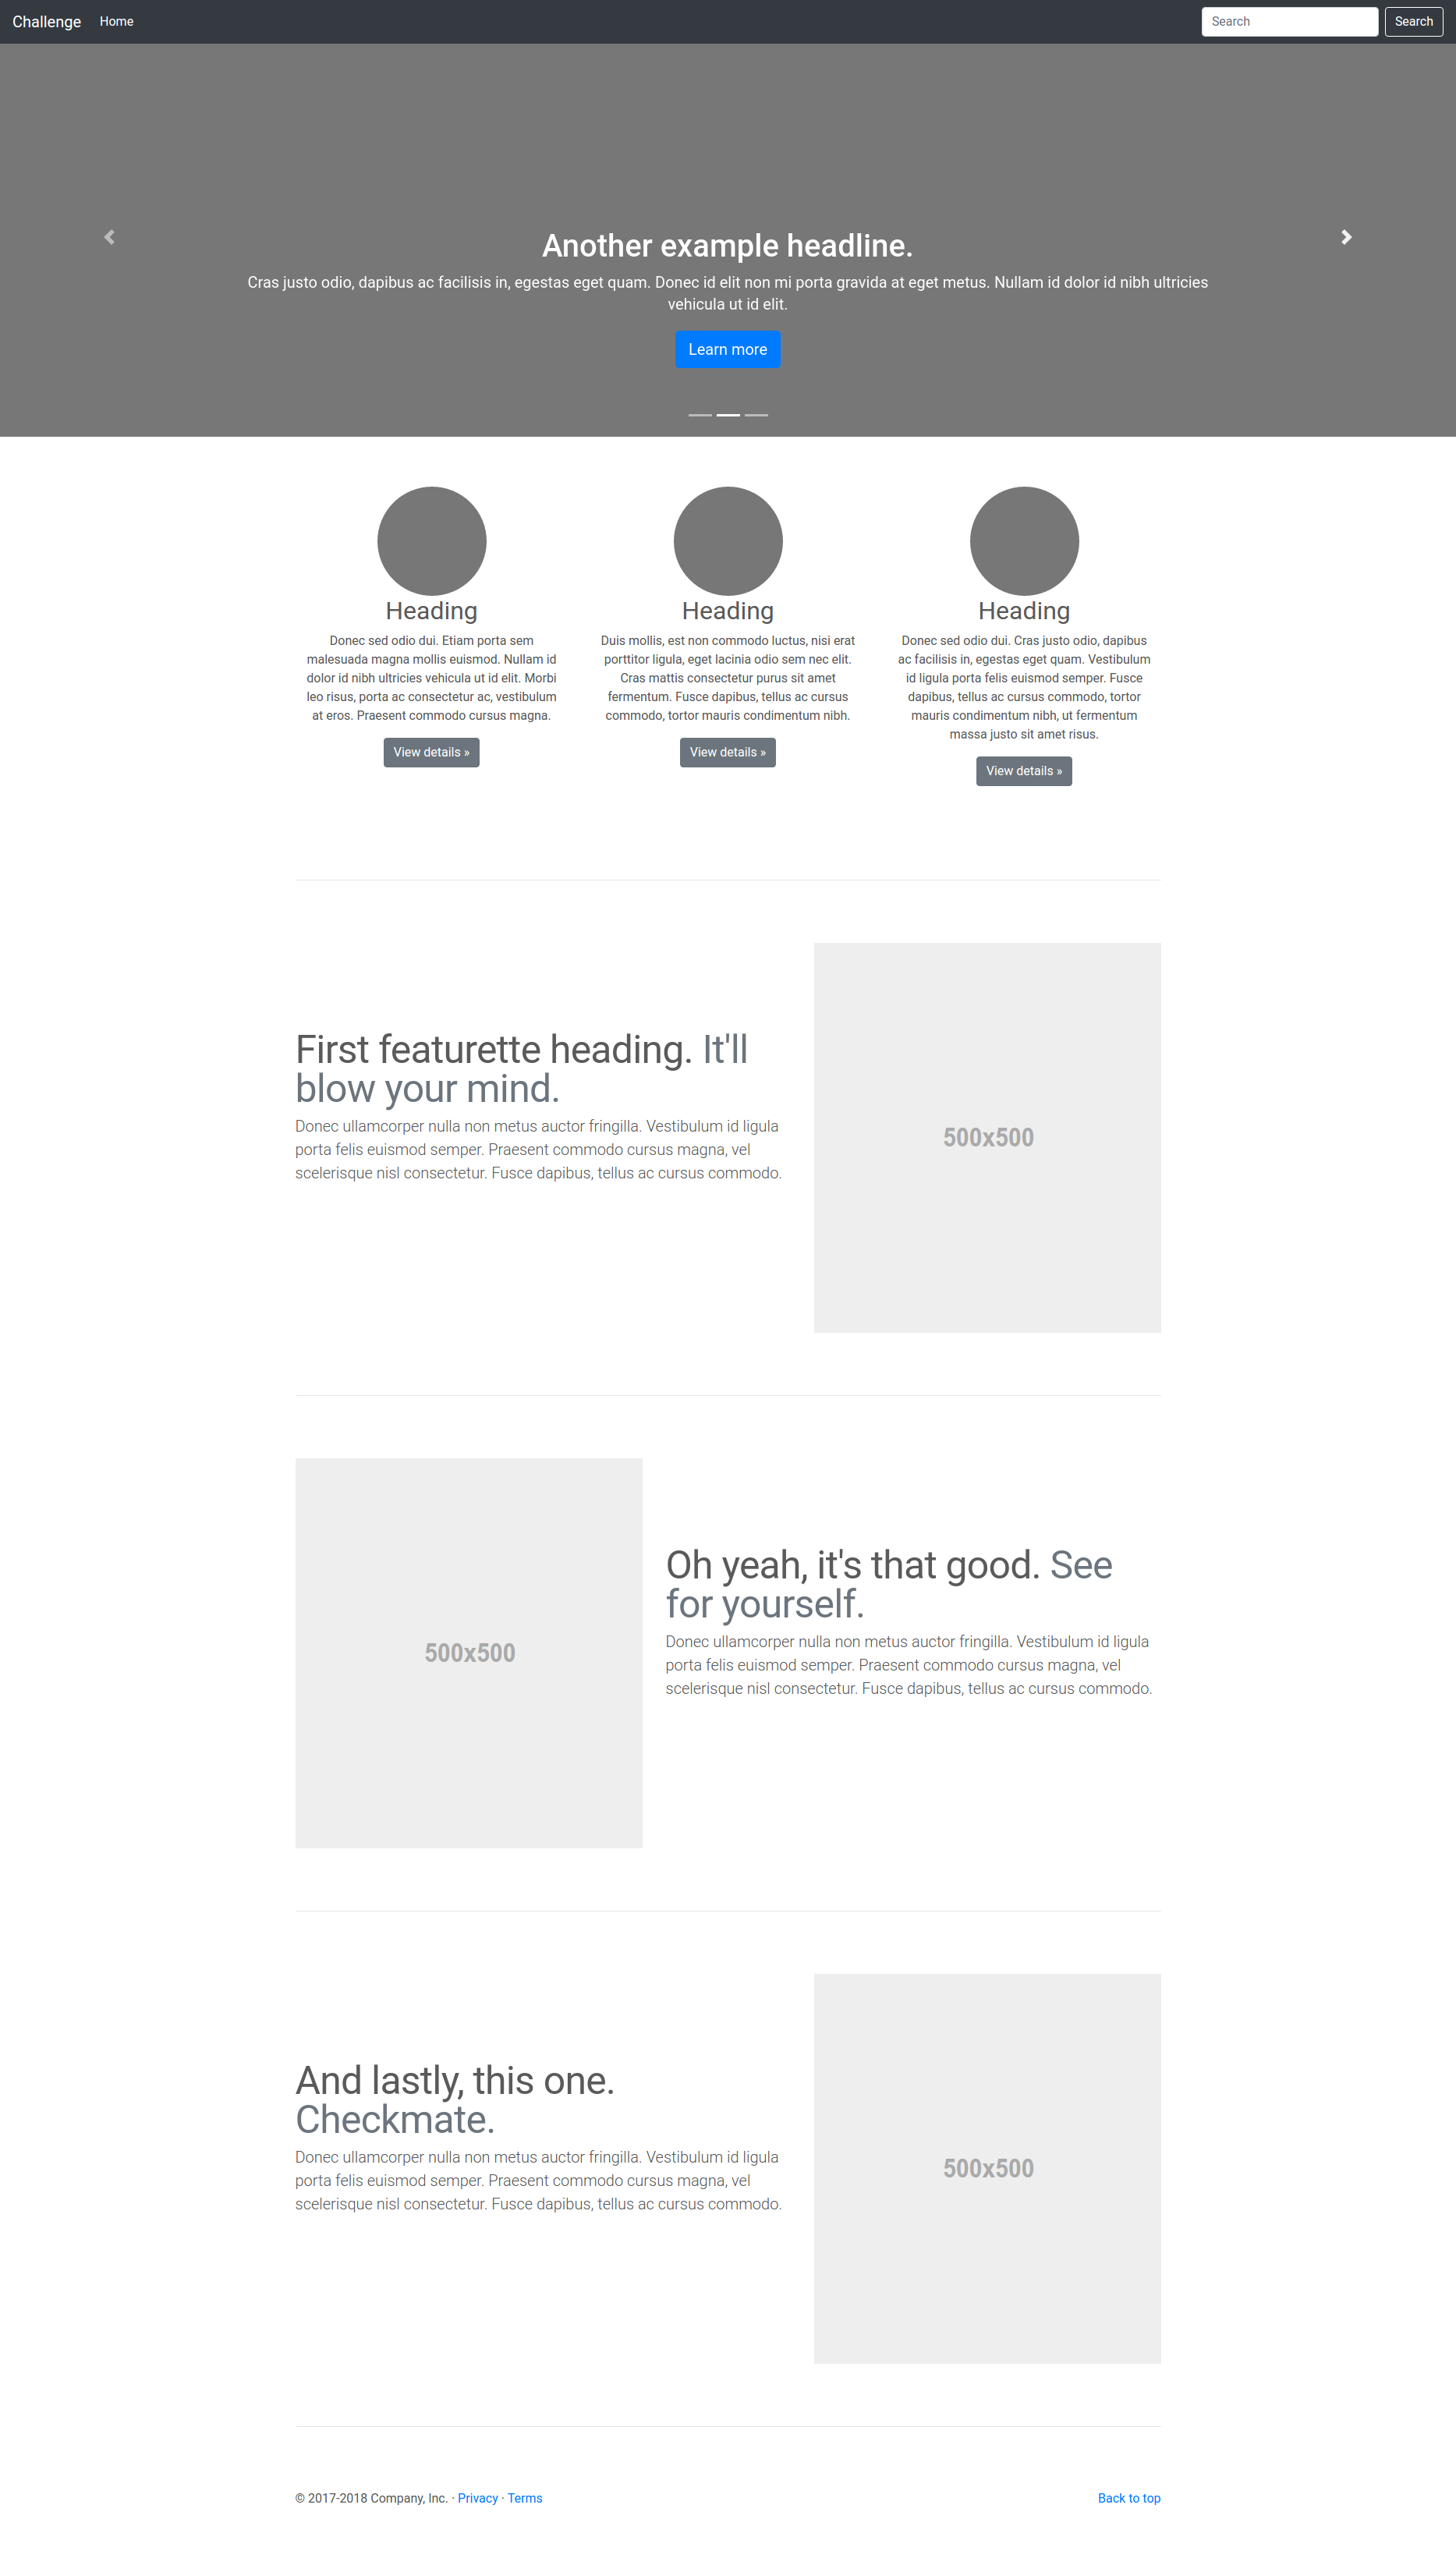 Challenge
Home
Search
Search
Another example headline.
Cras justo odio, dapibus ac facilisis in, egestas eget quam. Donec id elit non mi porta gravida at eget metus. Nullam id dolor id nibh ultricies
vehicula ut id elit.
Learn more
Heading
Donec sed odio dui. Etiam porta sem
malesuada magna mollis euismod. Nullam id
dolor id nibh ultricies vehicula ut id elit. Morbi
leo risus, porta ac consectetur ac, vestibulum
at eros. Praesent commodo cursus magna.
View details »
Heading
Duis mollis, est non commodo luctus, nisi erat
porttitor ligula, eget lacinia odio sem nec elit.
Cras mattis consectetur purus sit amet
fermentum. Fusce dapibus, tellus ac cursus
commodo, tortor mauris condimentum nibh.
View details »
Heading
Donec sed odio dui. Cras justo odio, dapibus
ac facilisis in, egestas eget quam. Vestibulum
id ligula porta felis euismod semper. Fusce
dapibus, tellus ac cursus commodo, tortor
mauris condimentum nibh, ut fermentum
massa justo sit amet risus.
View details »
First featurette heading. It'll
blow your mind.
Donec ullamcorper nulla non metus auctor fringilla. Vestibulum id ligula
porta felis euismod semper. Praesent commodo cursus magna, vel
scelerisque nisl consectetur. Fusce dapibus, tellus ac cursus commodo.
500x500
500x500
Oh yeah, it's that good. See
for yourself.
Donec ullamcorper nulla non metus auctor fringilla. Vestibulum id ligula
porta felis euismod semper. Praesent commodo cursus magna, vel
scelerisque nisl consectetur. Fusce dapibus, tellus ac cursus commodo.
And lastly, this one.
Checkmate.
Donec ullamcorper nulla non metus auctor fringilla. Vestibulum id ligula
porta felis euismod semper. Praesent commodo cursus magna, vel
scelerisque nisl consectetur. Fusce dapibus, tellus ac cursus commodo.
500x500
© 2017-2018 Company, Inc. · Privacy · Terms
Back to top